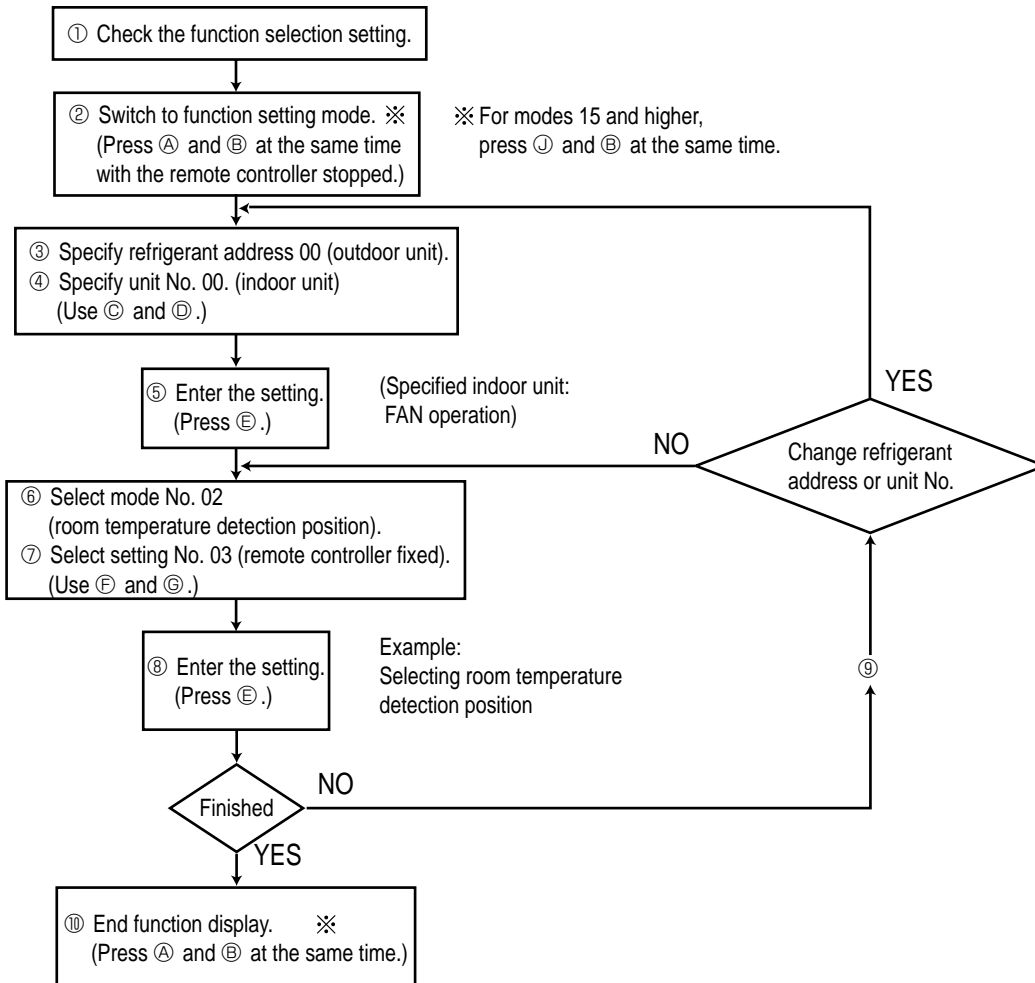 ① Check the function selection setting.
② Switch to function setting mode. ※
(Press Ⓐ and Ⓑ at the same time
with the remote controller stopped.)
※ For modes 15 and higher,
press Ⓙ and Ⓑ at the same time.
③ Specify refrigerant address 00 (outdoor unit).
④ Specify unit No. 00. (indoor unit)
(Use Ⓒ and Ⓓ.)
⑤ Enter the setting.
(Press Ⓔ.)
(Specified indoor unit:
FAN operation)
YES
NO
Change refrigerant
address or unit No.
⑥ Select mode No. 02
(room temperature detection position).
⑦ Select setting No. 03 (remote controller fixed).
(Use Ⓕ and Ⓖ.)
⑧ Enter the setting.
(Press Ⓔ.)
Example:
Selecting room temperature
detection position
⑨
Finished
NO
YES
⑩ End function display. ※
(Press Ⓐ and Ⓑ at the same time.)